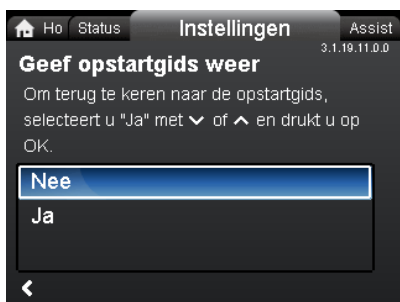 Ho Status Instellingen Assist
3.1.19.11.0.0
Geef opstartgids weer
Om terug te keren naar de opstartgids,
selecteert u "Ja" met ⌄ of ⌃ en drukt u op
OK.
Nee
Ja